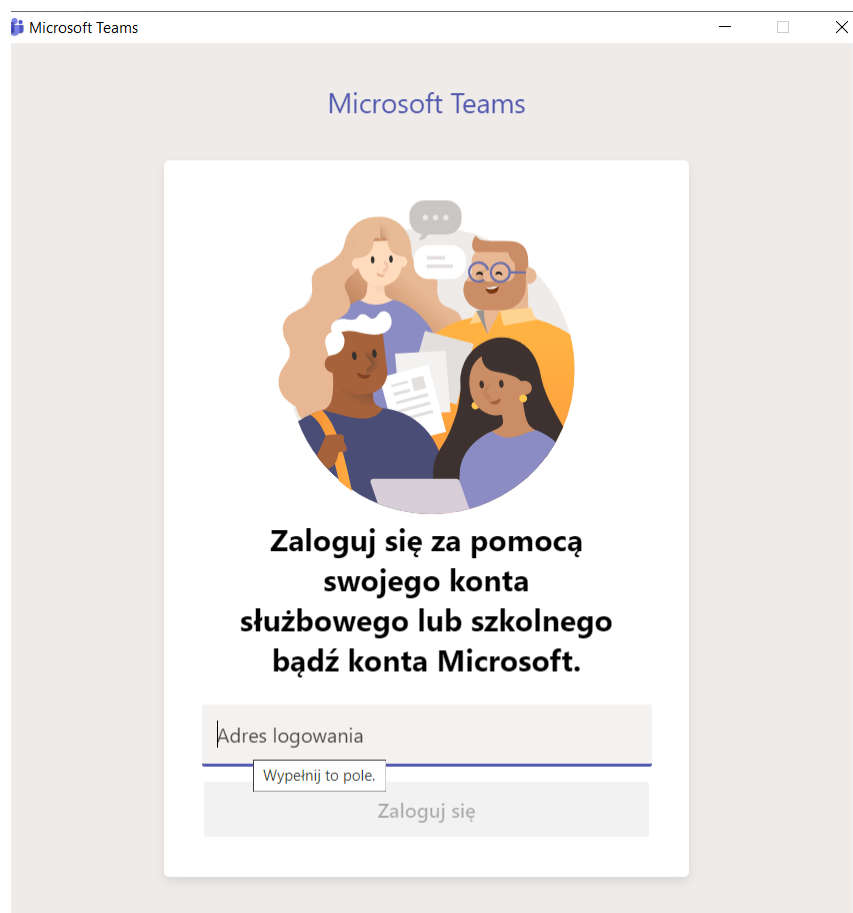 Microsoft Teams
Microsoft Teams
Zaloguj się za pomocą
swojego konta
służbowego lub szkolnego
bądź konta Microsoft.
Adres logowania
Wypełnij to pole.
Zaloguj się